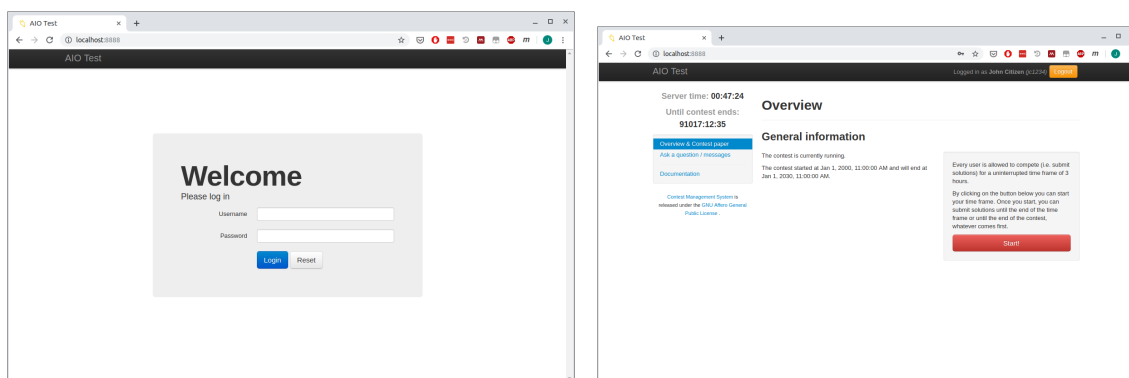 AIO Test
localhost:8888
AIO Test
Welcome
Please log in
Username
Password
Login Reset
AIO Test
localhost:8888
AIO Test
Logged in as John Citizen (jc1234) Logout
Server time: 00:47:24
Until contest ends:
91017:12:35
Overview & Contest paper
Ask a question / messages
Documentation
Contest Management System is
released under the GNU Affero General
Public License .
Overview
General information
The contest is currently running.
The contest started at Jan 1, 2000, 11:00:00 AM and will end at
Jan 1, 2030, 11:00:00 AM.
Every user is allowed to compete (i.e. submit
solutions) for a uninterrupted time frame of 3
hours.
By clicking on the button below you can start
your time frame. Once you start, you can
submit solutions until the end of the time
frame or until the end of the contest,
whatever comes first.
Start!